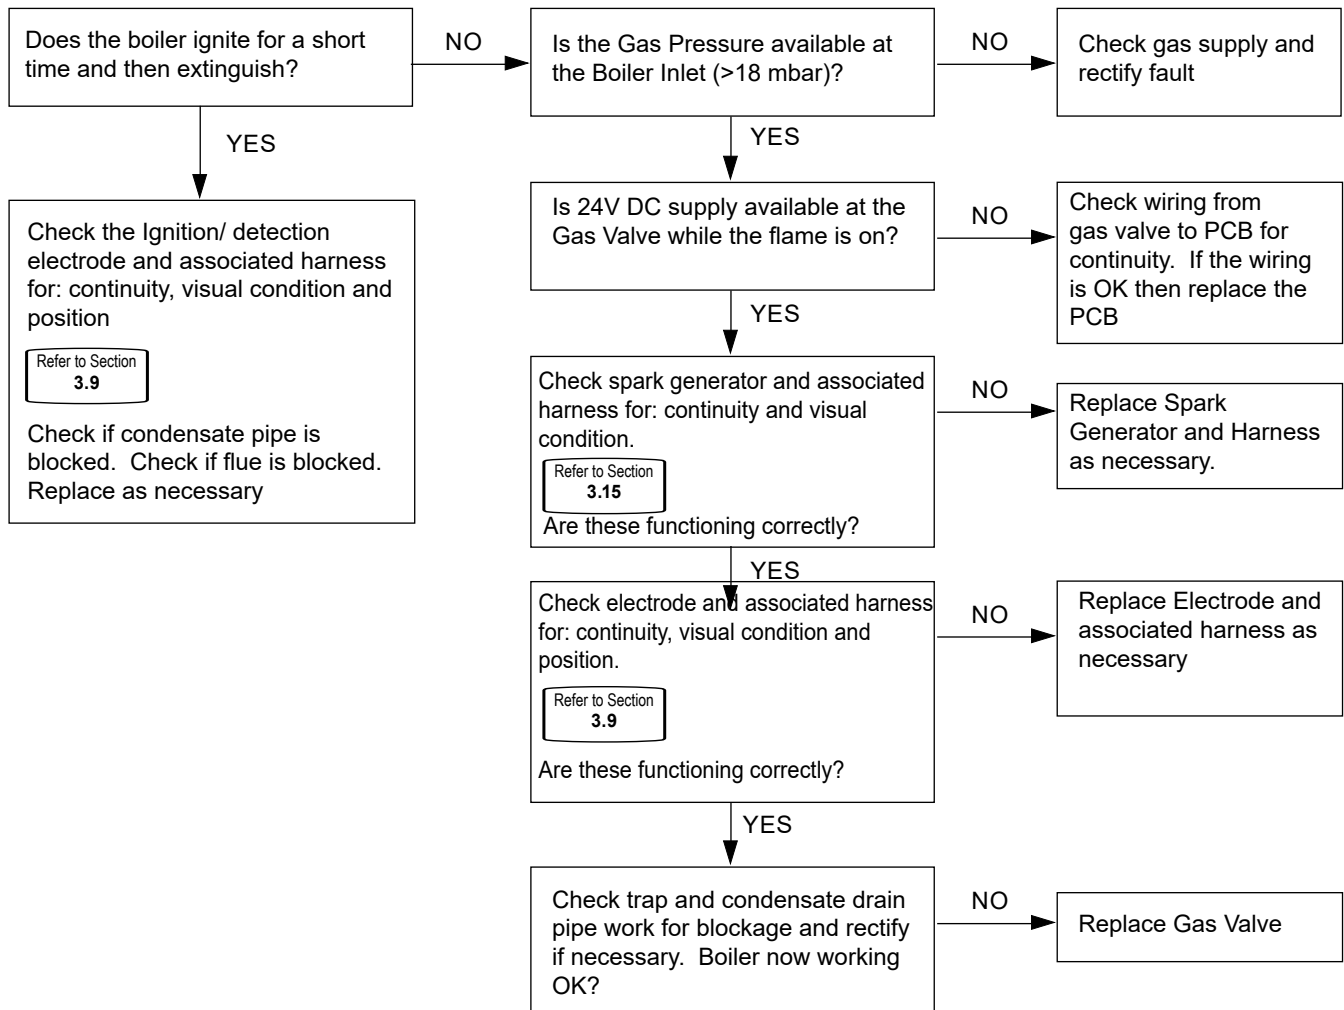 Does the boiler ignite for a short
time and then extinguish?
NO
Is the Gas Pressure available at
the Boiler Inlet (>18 mbar)?
NO
Check gas supply and
rectify fault
YES
YES
Check the Ignition/ detection
electrode and associated harness
for: continuity, visual condition and
position
Refer to Section
3.9
Check if condensate pipe is
blocked.  Check if flue is blocked.
Replace as necessary
Is 24V DC supply available at the
Gas Valve while the flame is on?
NO
Check wiring from
gas valve to PCB for
continuity.  If the wiring
is OK then replace the
PCB
YES
Check spark generator and associated
harness for: continuity and visual
condition.
Refer to Section
3.15
Are these functioning correctly?
NO
Replace Spark
Generator and Harness
as necessary.
YES
Check electrode and associated harness
for: continuity, visual condition and
position.
Refer to Section
3.9
Are these functioning correctly?
NO
Replace Electrode and
associated harness as
necessary
YES
Check trap and condensate drain
pipe work for blockage and rectify
if necessary.  Boiler now working
OK?
NO
Replace Gas Valve